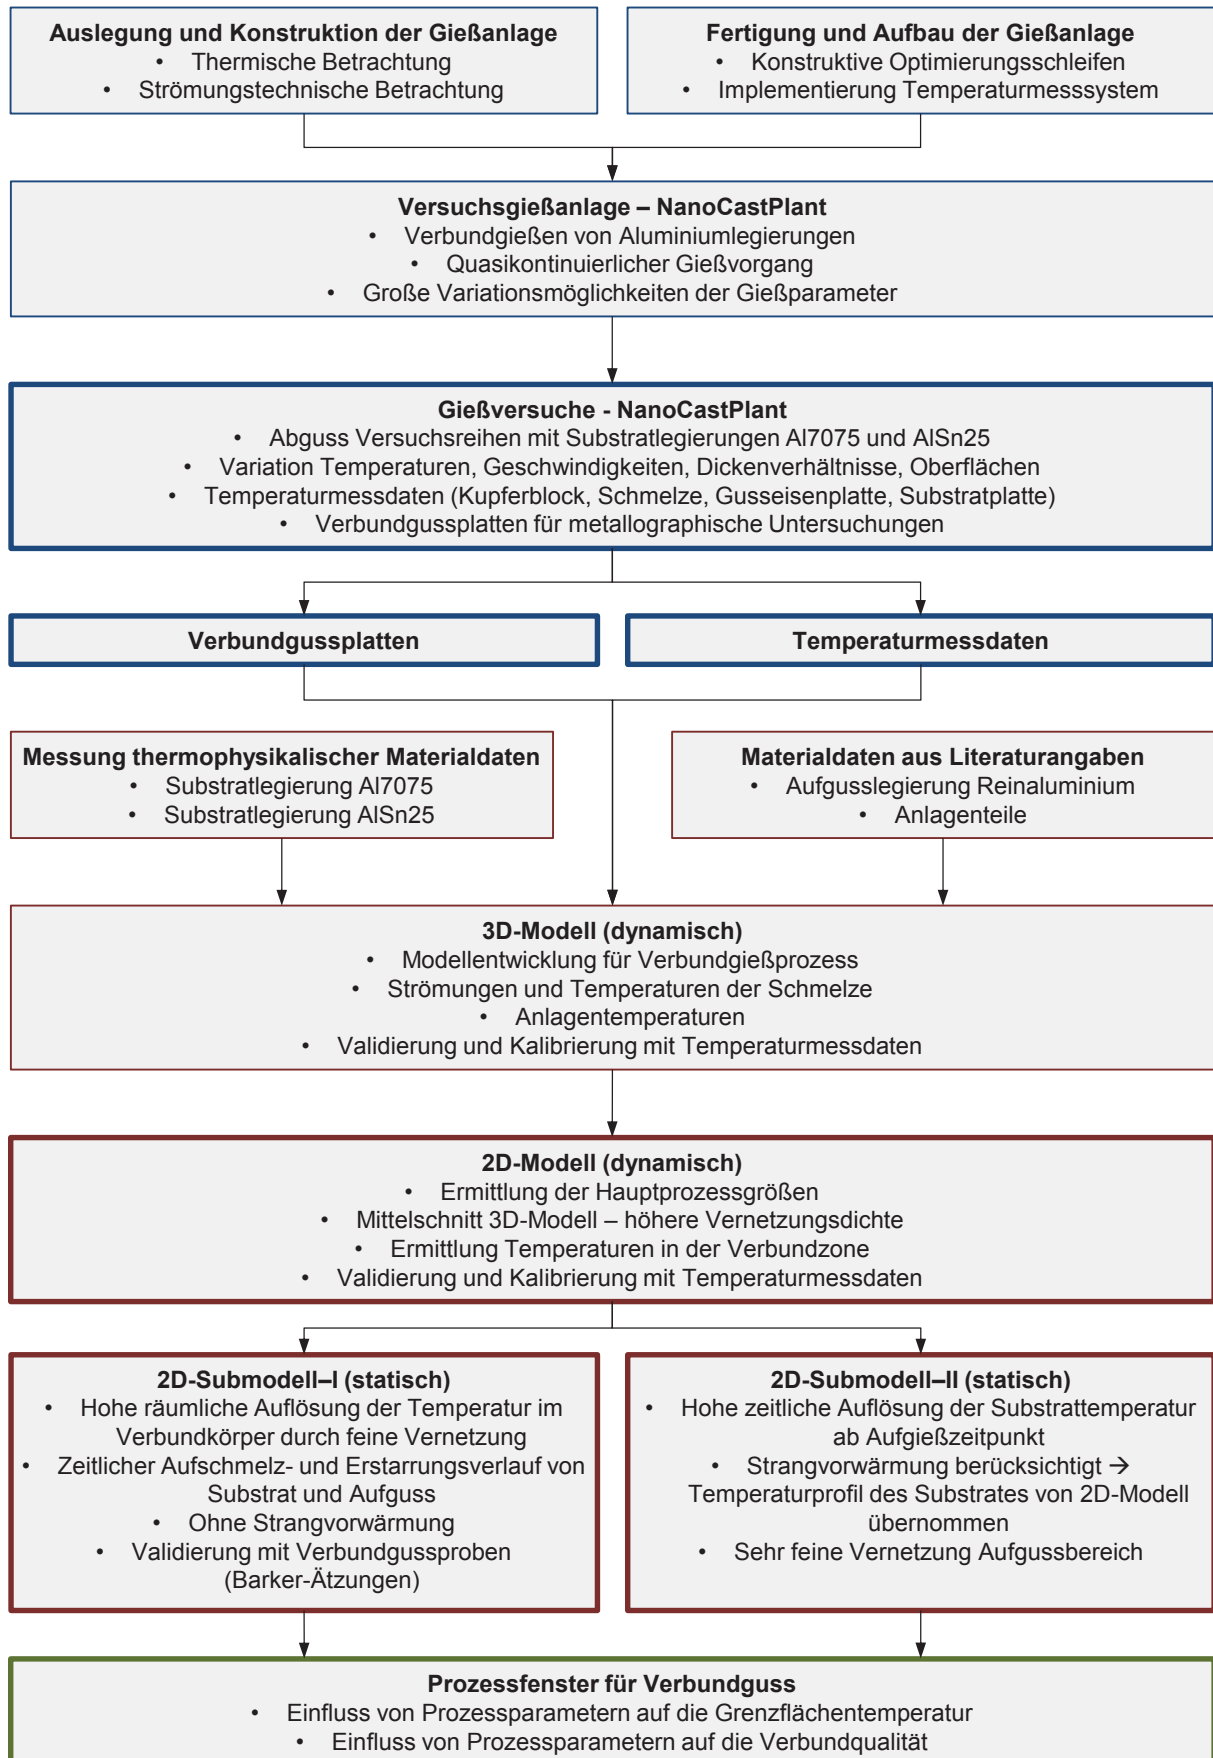 Auslegung und Konstruktion der Gießanlage
• Thermische Betrachtung
• Strömungstechnische Betrachtung
Fertigung und Aufbau der Gießanlage
• Konstruktive Optimierungsschleifen
• Implementierung Temperaturmesssystem
Versuchsgießanlage – NanoCastPlant
• Verbundgießen von Aluminiumlegierungen
• Quasikontinuierlicher Gießvorgang
• Große Variationsmöglichkeiten der Gießparameter
Gießversuche - NanoCastPlant
• Abguss Versuchsreihen mit Substratlegierungen Al7075 und AlSn25
• Variation Temperaturen, Geschwindigkeiten, Dickenverhältnisse, Oberflächen
• Temperaturmessdaten (Kupferblock, Schmelze, Gusseisenplatte, Substratplatte)
• Verbundgussplatten für metallographische Untersuchungen
Verbundgussplatten
Temperaturmessdaten
Messung thermophysikalischer Materialdaten
• Substratlegierung Al7075
• Substratlegierung AlSn25
Materialdaten aus Literaturangaben
• Aufgusslegierung Reinaluminium
• Anlagenteile
3D-Modell (dynamisch)
• Modellentwicklung für Verbundgießprozess
• Strömungen und Temperaturen der Schmelze
• Anlagentemperaturen
• Validierung und Kalibrierung mit Temperaturmessdaten
2D-Modell (dynamisch)
• Ermittlung der Hauptprozessgrößen
• Mittelschnitt 3D-Modell – höhere Vernetzungsdichte
• Ermittlung Temperaturen in der Verbundzone
• Validierung und Kalibrierung mit Temperaturmessdaten
2D-Submodell–I (statisch)
• Hohe räumliche Auflösung der Temperatur im
Verbundkörper durch feine Vernetzung
• Zeitlicher Aufschmelz- und Erstarrungsverlauf von
Substrat und Aufguss
• Ohne Strangvorwärmung
• Validierung mit Verbundgussproben
(Barker-Ätzungen)
2D-Submodell–II (statisch)
• Hohe zeitliche Auflösung der Substrattemperatur
ab Aufgießzeitpunkt
• Strangvorwärmung berücksichtigt →
Temperaturprofil des Substrates von 2D-Modell
übernommen
• Sehr feine Vernetzung Aufgussbereich
Prozessfenster für Verbundguss
• Einfluss von Prozessparametern auf die Grenzflächentemperatur
• Einfluss von Prozessparametern auf die Verbundqualität